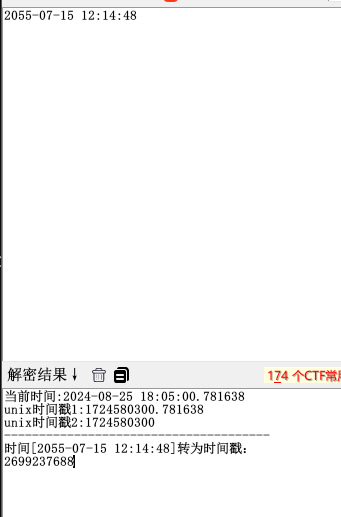 2055-07-15 12:14:48
解密结果↓
174 个CTF常
当前时间:2024-08-25 18:05:00.781638
unix时间戳1:1724580300.781638
unix时间戳2:1724580300
--------------------------------------
时间[2055-07-15 12:14:48]转为时间戳:
2699237688